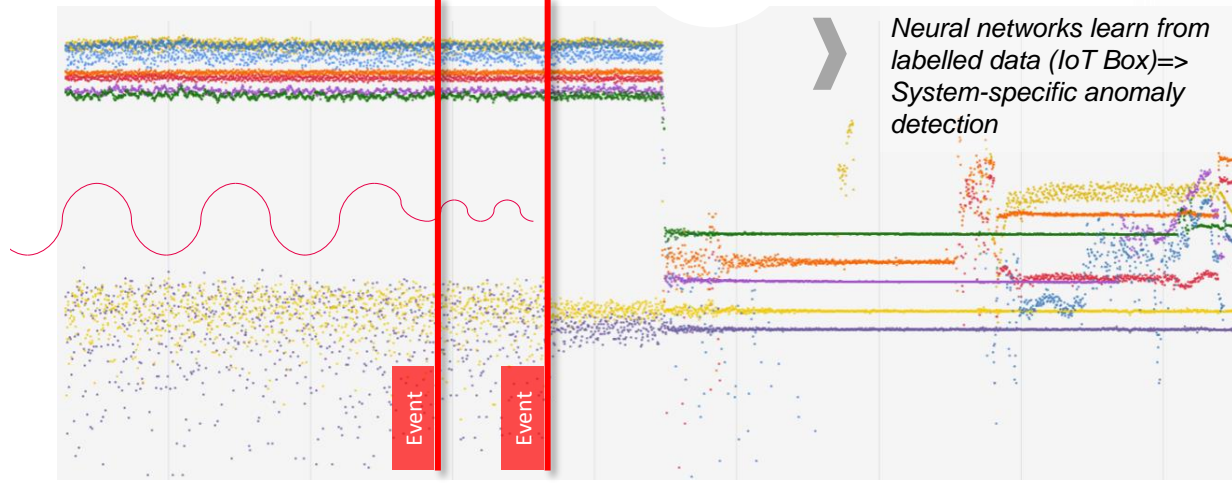 Neural networks learn from
labelled data (IoT Box)=>
System-specific anomaly
detection
Event
Event